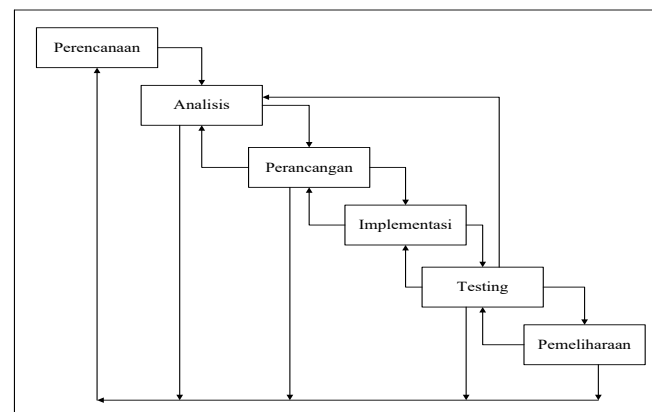 Perencanaan
Analisis
Perancangan
Implementasi
Testing
Pemeliharaan